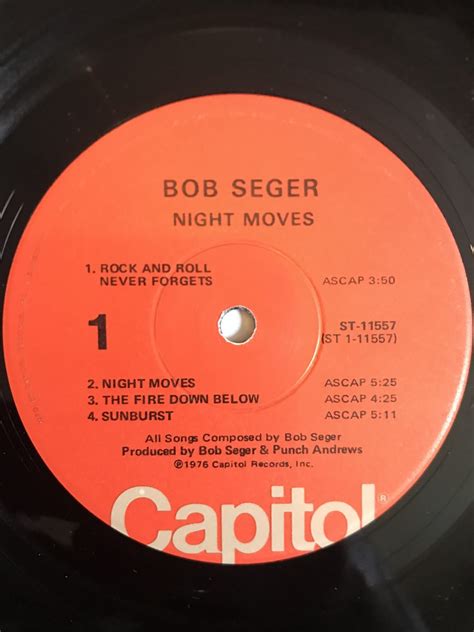 BOB SEGER
NIGHT MOVES
1. ROCK AND ROLL
NEVER FORGETS ASCAP 3:50
1
ST-11557
(ST 1-11557)
2. NIGHT MOVES ASCAP 5:25
3. THE FIRE DOWN BELOW ASCAP 4:25
4. SUNBURST ASCAP 5:11
All Songs Composed by Bob Seger
Produced by Bob Seger & Punch Andrews
℗1976 Capitol Records, Inc.
Capitol®